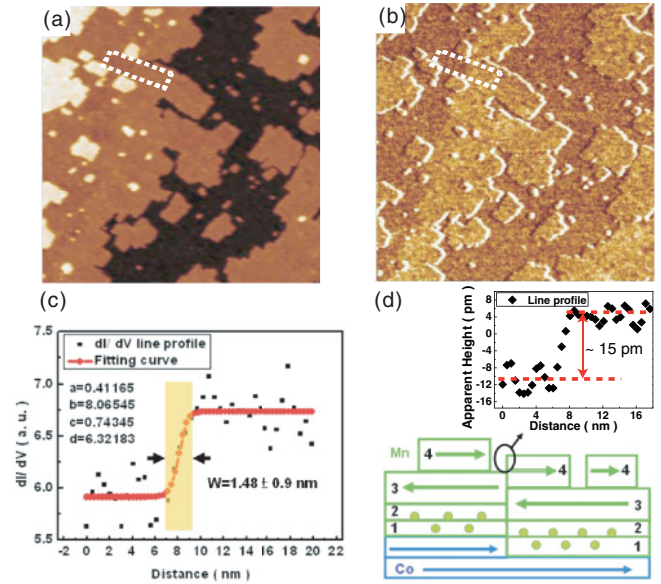 (a)
(b)
(c)
7.5
7.0
6.5
6.0
5.5
dI/ dV ( a. u. )
dI/ dV line profile
Fitting curve
a=0.41165
b=8.06545
c=0.74345
d=6.32183
W=1.48 ± 0.9 nm
-2 0 2 4 6 8 10 12 14 16 18 20 22
Distance ( nm )
(d)
Apparent Height ( pm )
8
4
0
-4
-8
-12
-16
Line profile
~ 15 pm
0 4 8 12 16
Distance ( nm )
Mn
4
4
4
3
3
2
2
1
1
Co